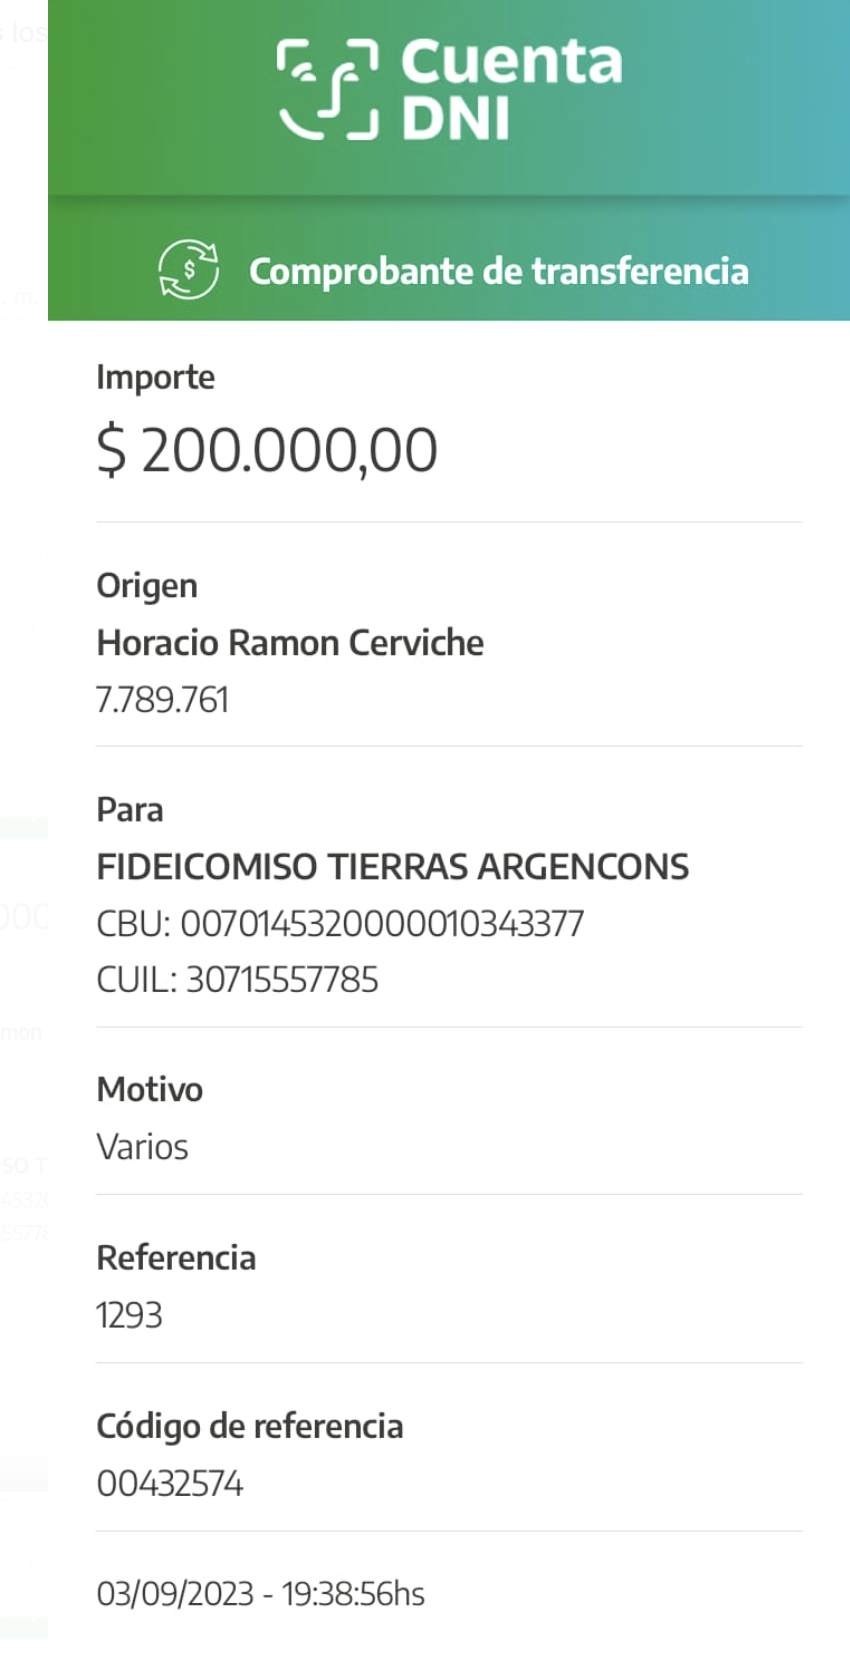 Cuenta
DNI
Comprobante de transferencia
Importe
$ 200.000,00
Origen
Horacio Ramon Cerviche
7.789.761
Para
FIDEICOMISO TIERRAS ARGENCONS
CBU: 0070145320000010343377
CUIL: 30715557785
Motivo
Varios
Referencia
1293
Código de referencia
00432574
03/09/2023 - 19:38:56hs